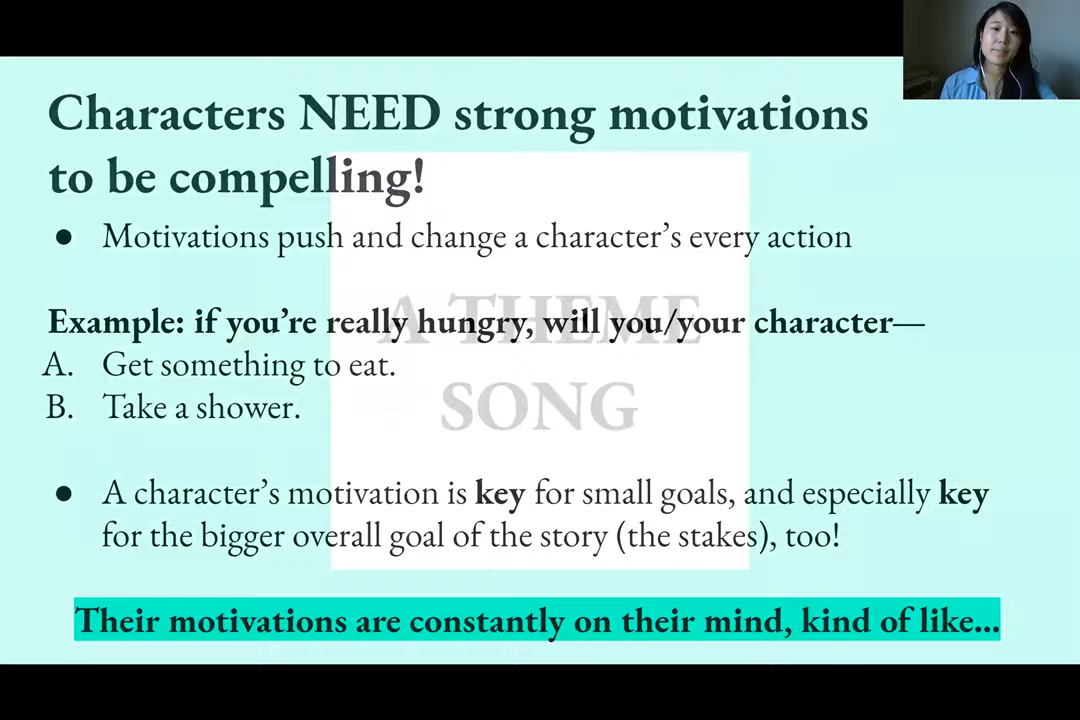 Characters NEED strong motivations
to be compelling!
● Motivations push and change a character’s every action
Example: if you’re really hungry, will you/your character—
A. Get something to eat.
B. Take a shower.
A THEME
SONG
● A character’s motivation is key for small goals, and especially key
for the bigger overall goal of the story (the stakes), too!
Their motivations are constantly on their mind, kind of like...